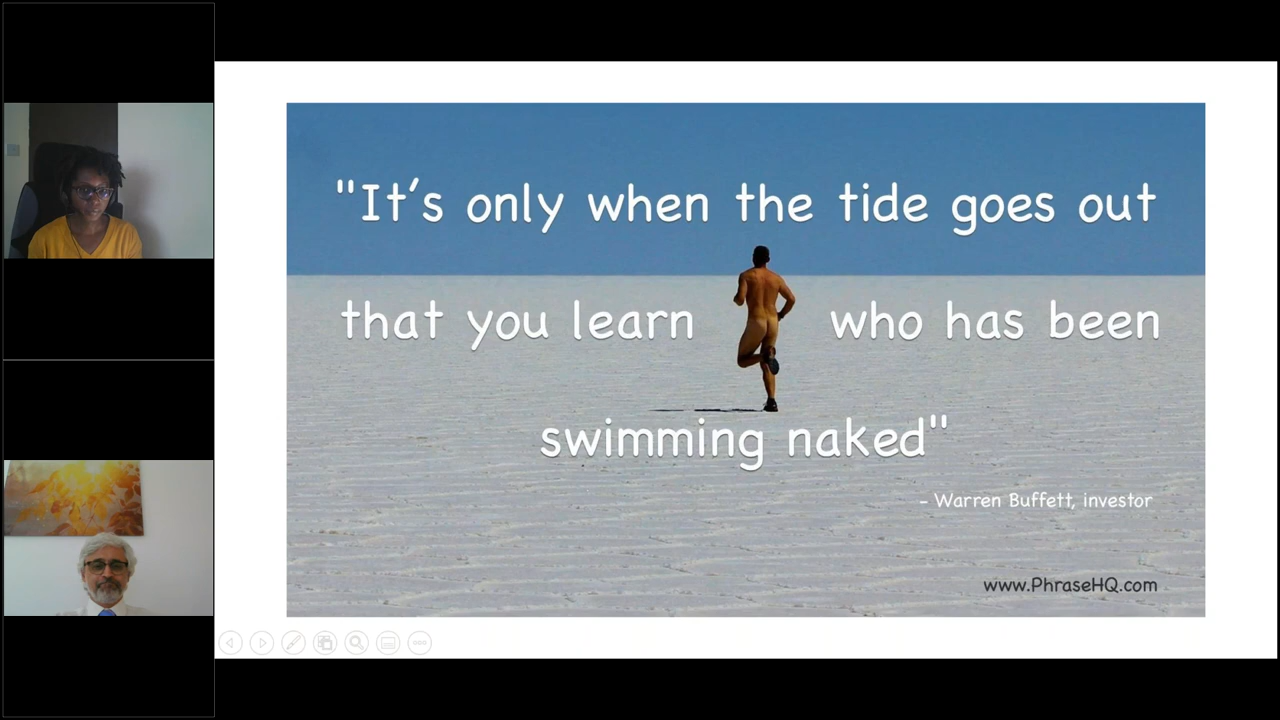 "It's only when the tide goes out
that you learn who has been
swimming naked"
– Warren Buffett, investor
www.PhraseHQ.com